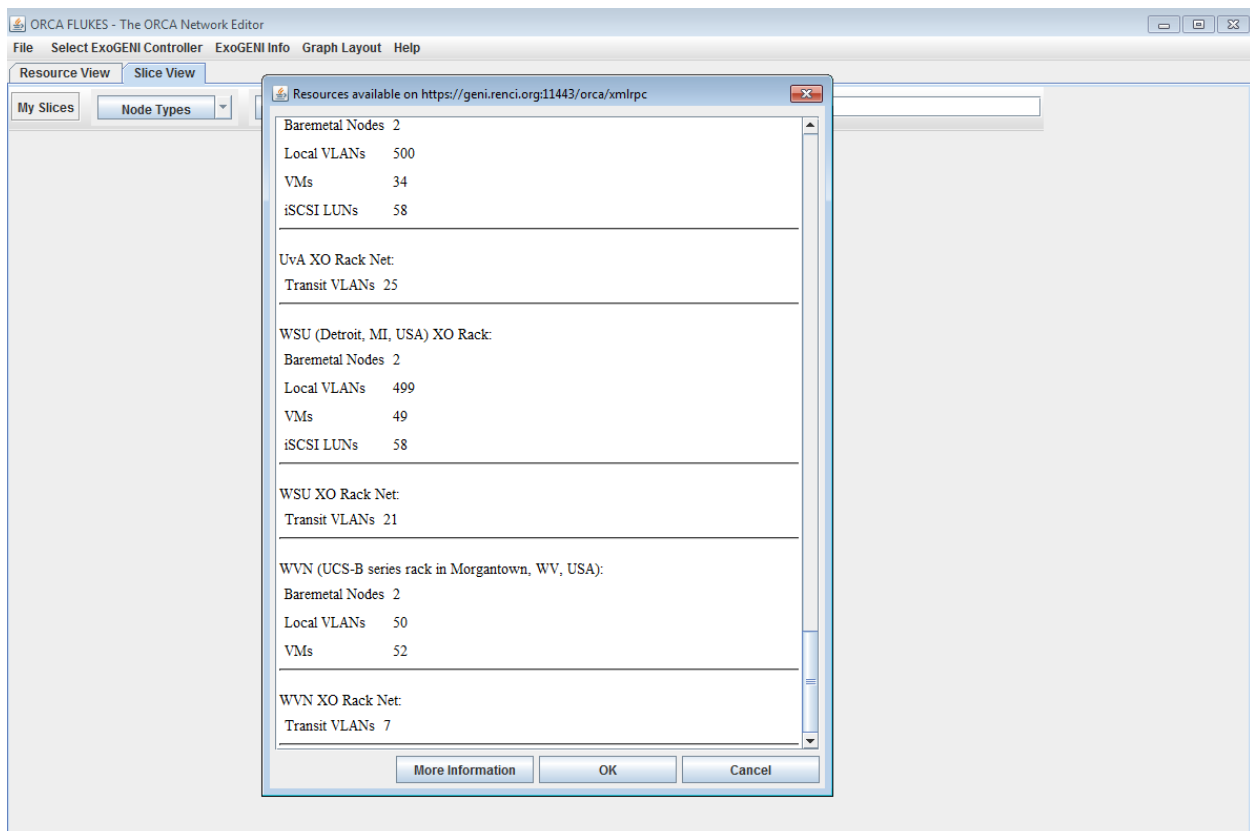 ORCA FLUKES - The ORCA Network Editor
File Select ExoGENI Controller ExoGENI Info Graph Layout Help
Resource View Slice View
My Slices Node Types
Resources available on https://geni.renci.org:11443/orca/xmlrpc
Baremetal Nodes 2
Local VLANs 500
VMs 34
iSCSI LUNs 58
UvA XO Rack Net:
Transit VLANs 25
WSU (Detroit, MI, USA) XO Rack:
Baremetal Nodes 2
Local VLANs 499
VMs 49
iSCSI LUNs 58
WSU XO Rack Net:
Transit VLANs 21
WVN (UCS-B series rack in Morgantown, WV, USA):
Baremetal Nodes 2
Local VLANs 50
VMs 52
WVN XO Rack Net:
Transit VLANs 7
More Information OK Cancel